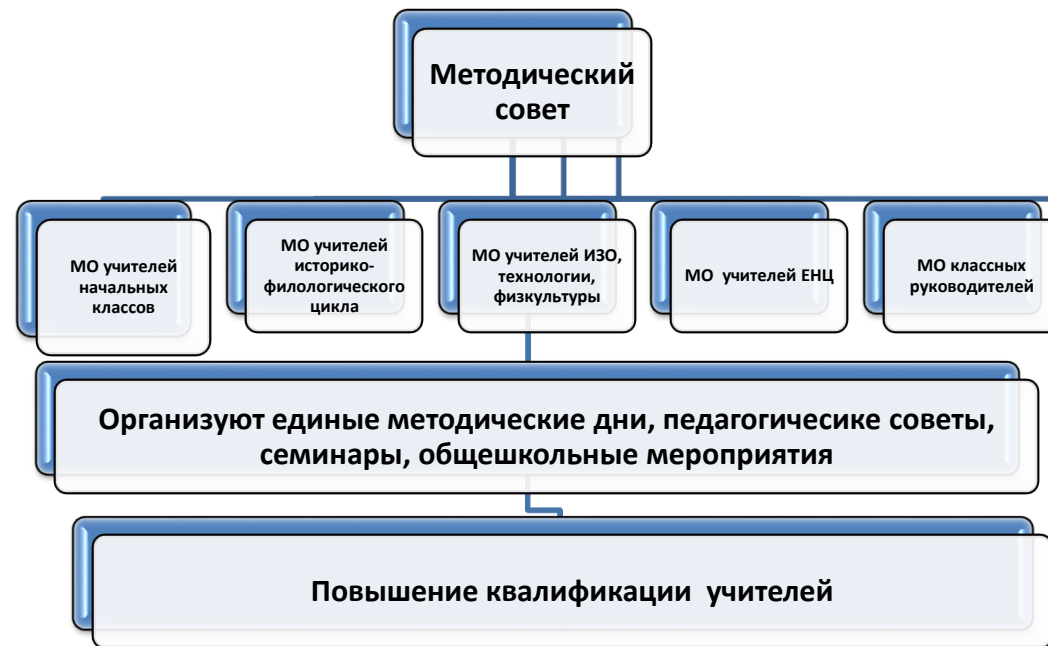 Методический
совет
МО учителей
начальных
классов
МО учителей
историко-
филологического
цикла
МО учителей ИЗО,
технологии,
физкультуры
МО учителей ЕНЦ
МО классных
руководителей
Организуют единые методические дни, педагогичесике советы,
семинары, общешкольные мероприятия
Повышение квалификации учителей